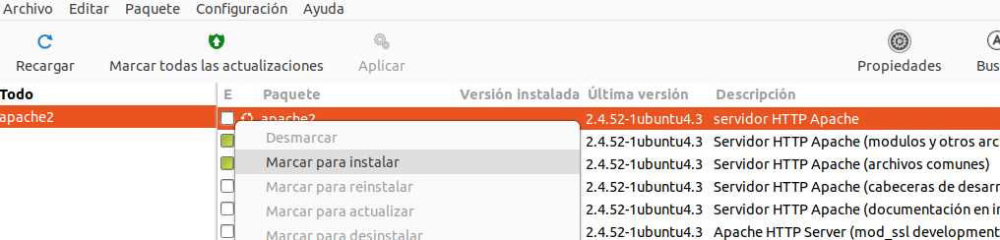 Archivo Editar Paquete Configuración Ayuda
Recargar Marcar todas las actualizaciones Aplicar Propiedades
Todo E Paquete Versión instalada Última versión Descripción
apache2 apache2 2.4.52-1ubuntu4.3 servidor HTTP Apache
Desmarcar 2.4.52-1ubuntu4.3 Servidor HTTP Apache (modulos y otros arc
Marcar para instalar 2.4.52-1ubuntu4.3 Servidor HTTP Apache (archivos comunes)
Marcar para reinstalar 2.4.52-1ubuntu4.3 Servidor HTTP Apache (cabeceras de desarr
Marcar para actualizar 2.4.52-1ubuntu4.3 Servidor HTTP Apache (documentación en i
Marcar para desinstalar 2.4.52-1ubuntu4.3 Apache HTTP Server (mod_ssl development